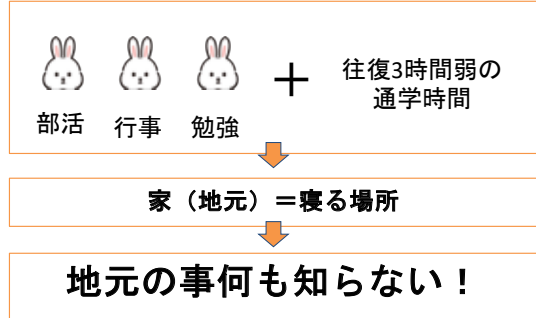 部活 行事 勉強
＋
往復3時間弱の
通学時間
家（地元）＝寝る場所
地元の事何も知らない！